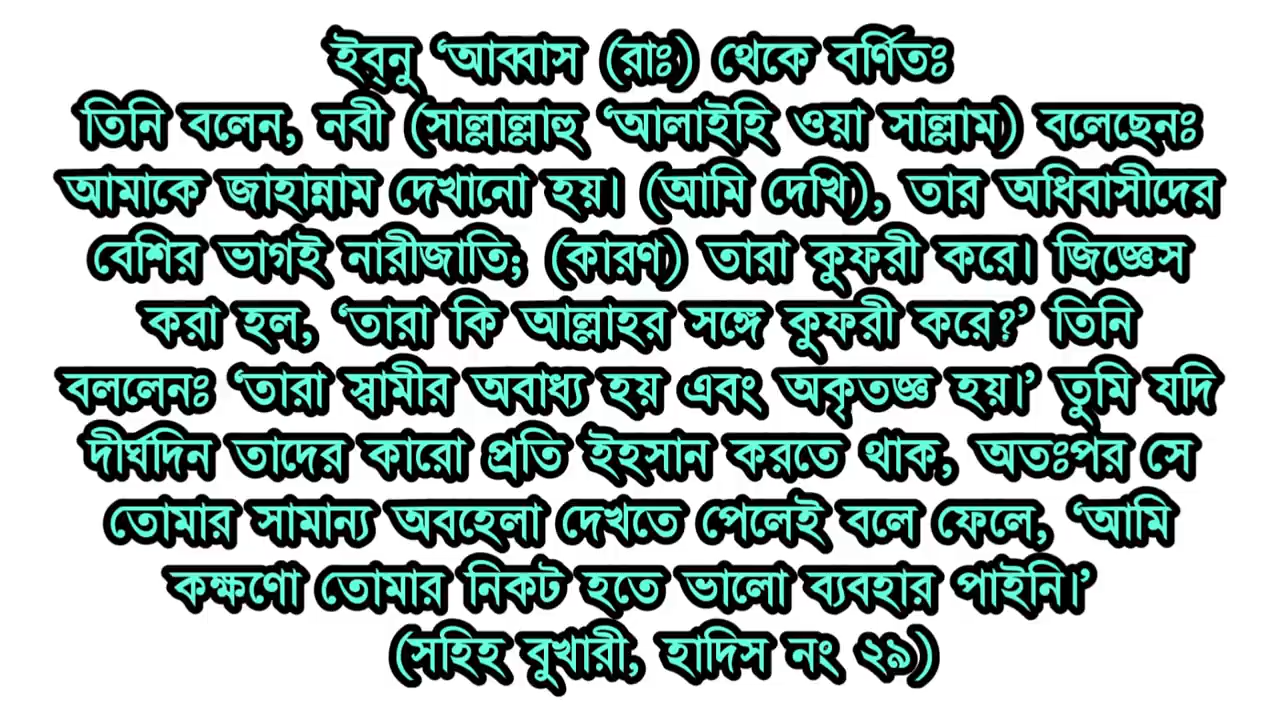 ইব্‌নু ‘আব্বাস (রাঃ) থেকে বর্ণিতঃ
তিনি বলেন, নবী (সাল্লাল্লাহু ‘আলাইহি ওয়া সাল্লাম) বলেছেনঃ
আমাকে জাহান্নাম দেখানো হয়। (আমি দেখি), তার অধিবাসীদের
বেশির ভাগই নারীজাতি; (কারণ) তারা কুফরী করে। জিজ্ঞেস
করা হল, ‘তারা কি আল্লাহর সঙ্গে কুফরী করে?’ তিনি
বললেনঃ ‘তারা স্বামীর অবাধ্য হয় এবং অকৃতজ্ঞ হয়।’ তুমি যদি
দীর্ঘদিন তাদের কারো প্রতি ইহসান করতে থাক, অতঃপর সে
তোমার সামান্য অবহেলা দেখতে পেলেই বলে ফেলে, ‘আমি
কক্ষণো তোমার নিকট হতে ভালো ব্যবহার পাইনি।’
(সহিহ বুখারী, হাদিস নং ২৯)